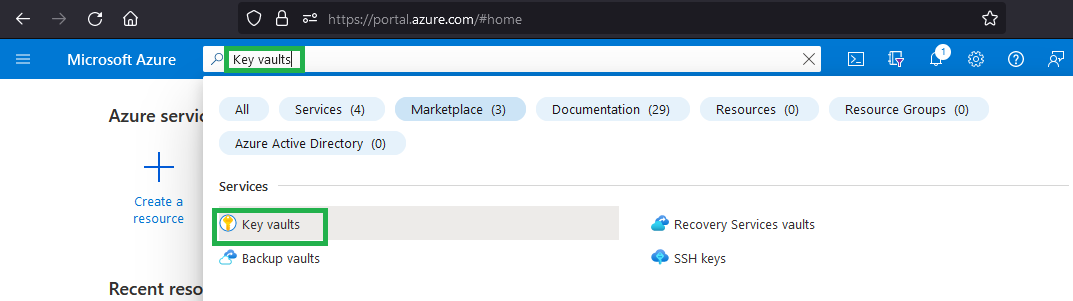 https://portal.azure.com/#home
Microsoft Azure
Key vaults
1
All
Services (4)
Marketplace (3)
Documentation (29)
Resources (0)
Resource Groups (0)
Azure Active Directory (0)
Azure servic
Create a
resource
Services
Key vaults
Recovery Services vaults
Backup vaults
SSH keys
Recent reso